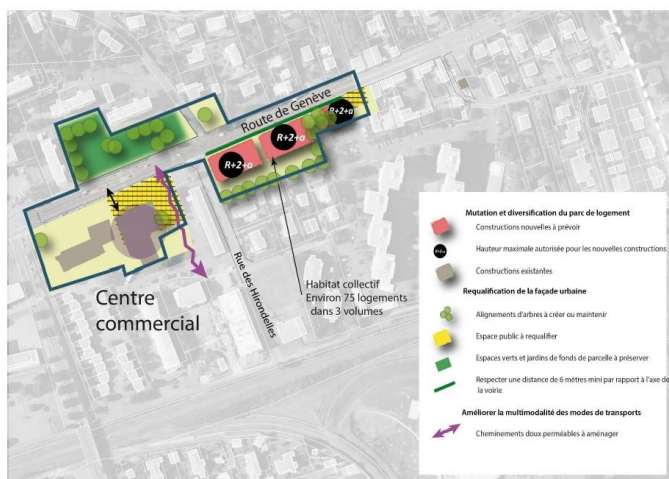 Route de Genève
R+2+a
R+2+a
R+2+a
Rue des Hirondelles
Centre
commercial
Habitat collectif
Environ 75 logements
dans 3 volumes
Mutation et diversification du parc de logement
Constructions nouvelles à prévoir
R+2+a
Hauteur maximale autorisée pour les nouvelles constructions
Constructions existantes
Requalification de la façade urbaine
Alignements d'arbres à créer ou maintenir
Espace public à requalifier
Espaces verts et jardins de fonds de parcelle à préserver
Respecter une distance de 6 mètres mini par rapport à l'axe de
la voirie
Améliorer la multimodalité des modes de transports
Cheminements doux perméables à aménager